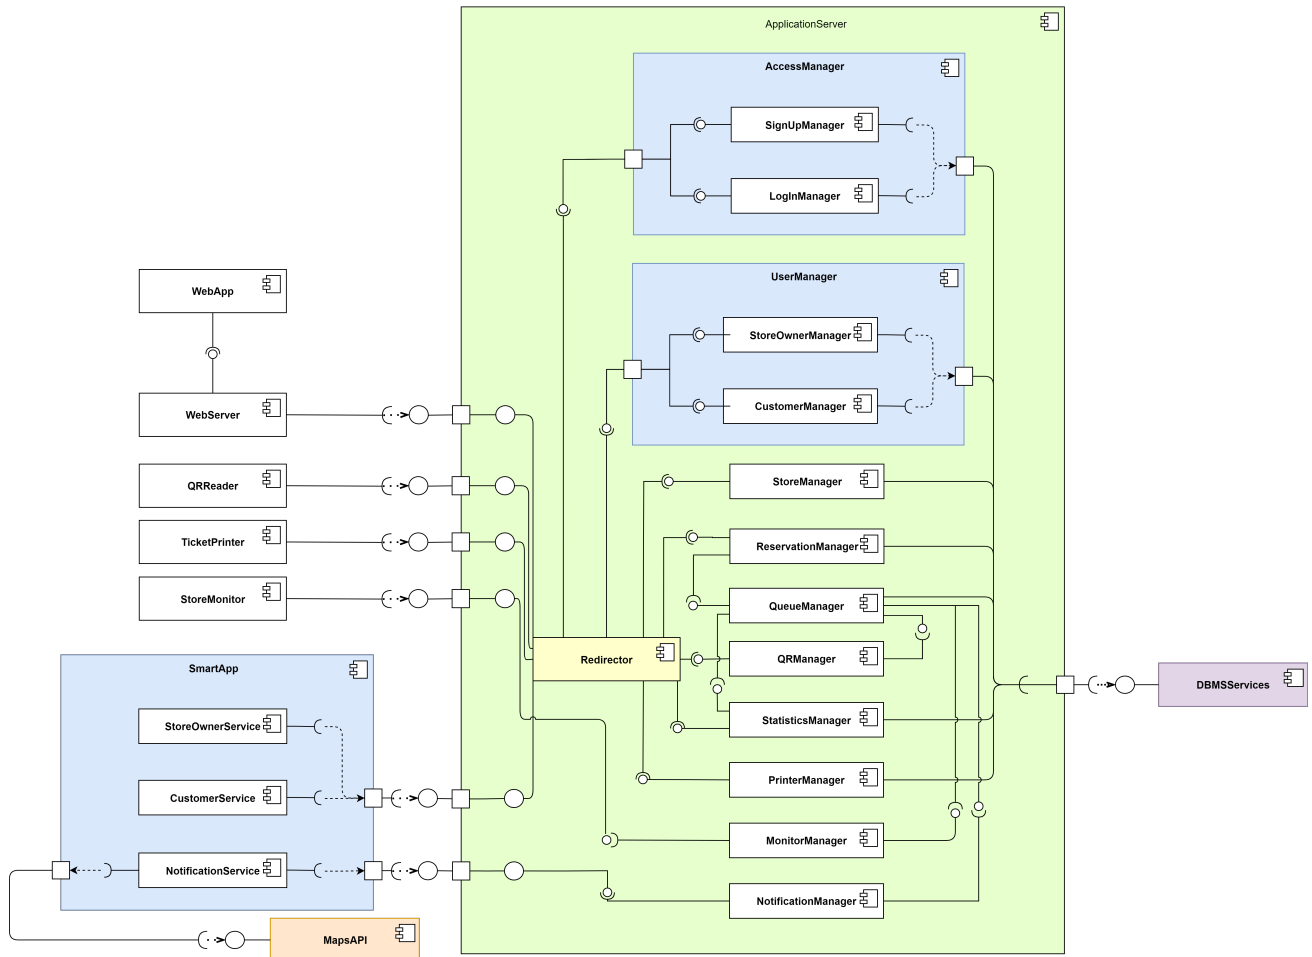 ApplicationServer
AccessManager
SignUpManager
LogInManager
UserManager
StoreOwnerManager
CustomerManager
WebApp
WebServer
QRReader
TicketPrinter
StoreMonitor
StoreManager
ReservationManager
QueueManager
QRManager
StatisticsManager
PrinterManager
MonitorManager
NotificationManager
Redirector
DBMSServices
SmartApp
StoreOwnerService
CustomerService
NotificationService
MapsAPI